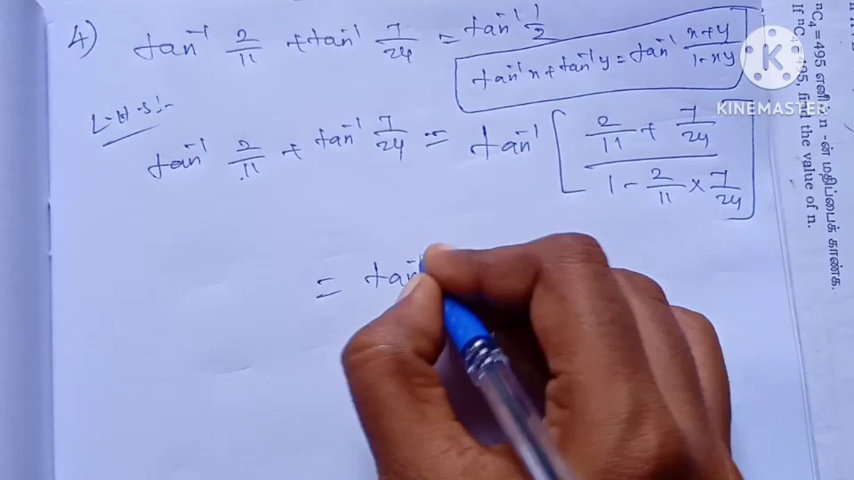 4) tan⁻¹ 2/11 + tan⁻¹ 7/24 = tan⁻¹ 1/2
tan⁻¹x + tan⁻¹y = tan⁻¹ x+y/1-xy
L.H.S:-
tan⁻¹ 2/11 + tan⁻¹ 7/24 = tan⁻¹ [ 2/11 + 7/24 / 1 - 2/11 × 7/24 ]
= tan⁻¹
KINEMASTER
ⁿC₄ = 495 எனில் n -ன் மதிப்பைக் காண்க.
If ⁿC₄ = 495, find the value of n.